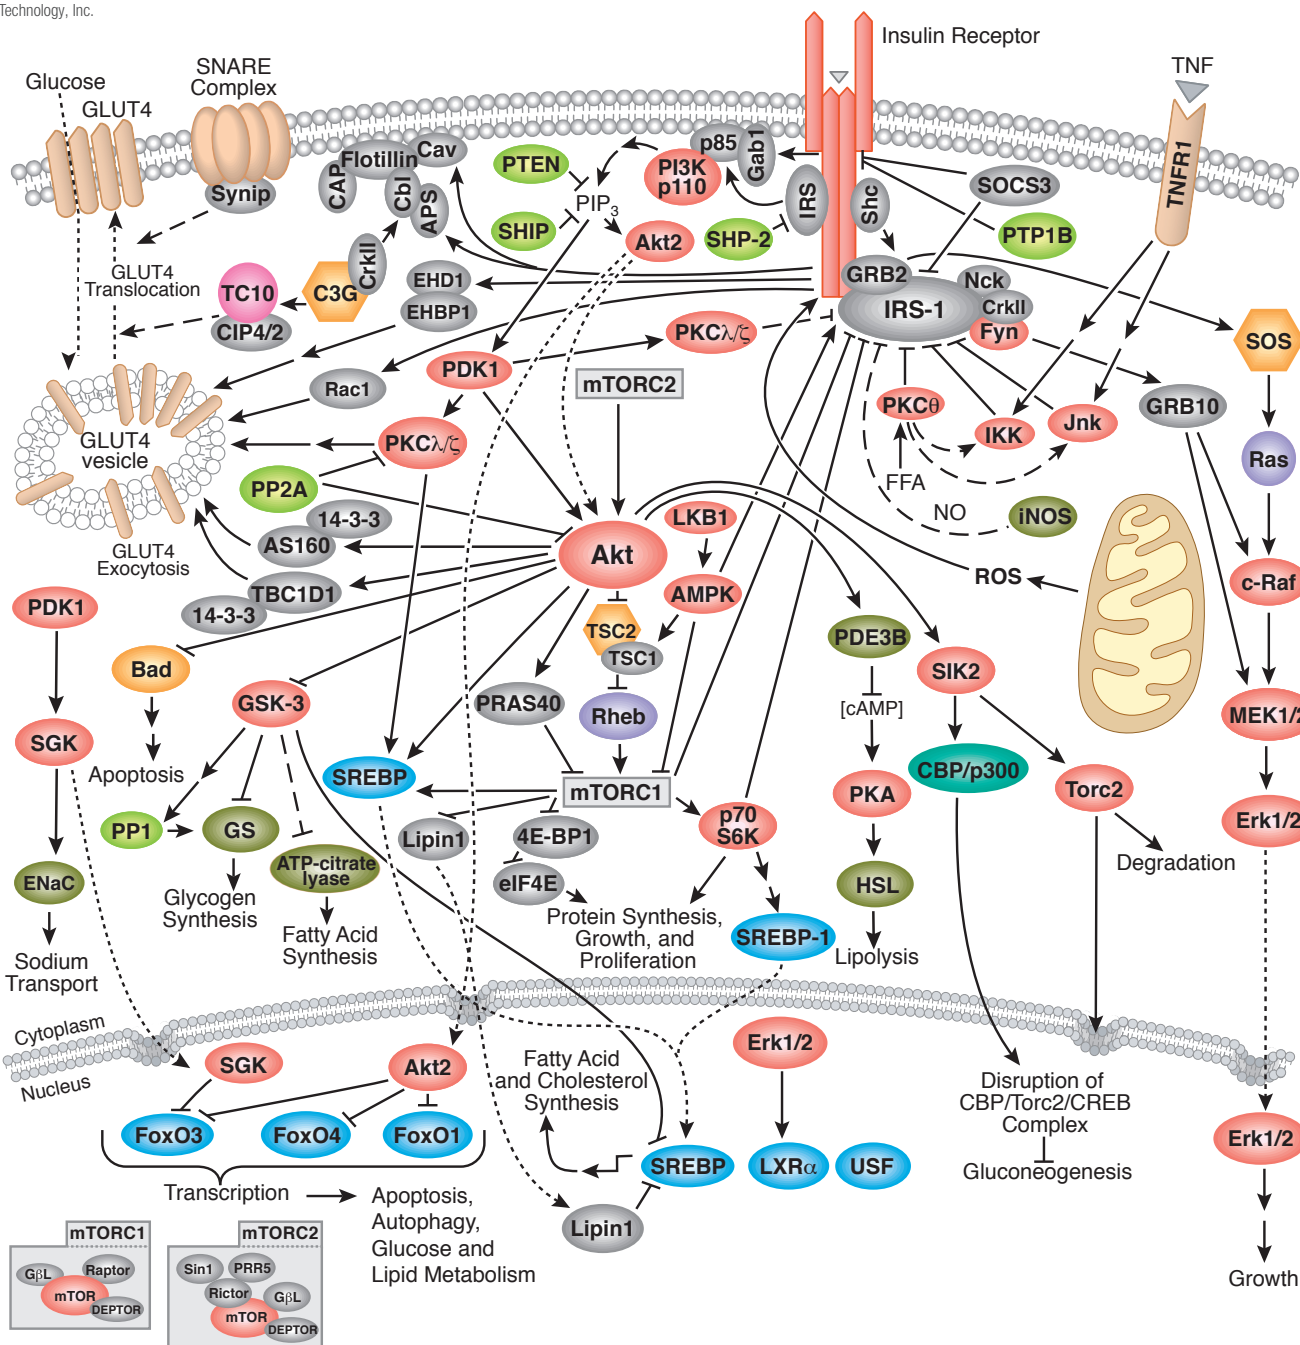 Technology, Inc.
Insulin Receptor
TNF
Glucose
GLUT4
SNARE
Complex
Synip
CAP
Flotillin
Cav
Cbl
APS
CrkII
PTEN
PIP3
SHIP
p85
Gab1
PI3K
p110
Akt2
SHP-2
IRS
Shc
SOCS3
PTP1B
TNFR1
GLUT4
Translocation
TC10
CIP4/2
C3G
EHD1
EHBP1
GRB2
IRS-1
Nck
CrkII
Fyn
SOS
PKCλ/ζ
PDK1
mTORC2
Rac1
PKCθ
IKK
Jnk
GRB10
Ras
GLUT4
vesicle
PKCλ/ζ
PP2A
14-3-3
AS160
GLUT4
Exocytosis
TBC1D1
14-3-3
FFA
NO
iNOS
LKB1
Akt
AMPK
ROS
c-Raf
PDK1
Bad
TSC2
TSC1
PDE3B
SIK2
GSK-3
PRAS40
Rheb
[cAMP]
MEK1/2
SGK
Apoptosis
SREBP
mTORC1
CBP/p300
PKA
Torc2
PP1
GS
Lipin1
4E-BP1
p70
S6K
Erk1/2
ENaC
ATP-citrate
lyase
eIF4E
HSL
Degradation
Glycogen
Synthesis
Fatty Acid
Synthesis
Protein Synthesis,
Growth, and
Proliferation
SREBP-1
Lipolysis
Sodium
Transport
Cytoplasm
Nucleus
SGK
Akt2
Fatty Acid
and Cholesterol
Synthesis
Erk1/2
Disruption of
CBP/Torc2/CREB
Complex
Gluconeogenesis
FoxO3
FoxO4
FoxO1
SREBP
LXRα
USF
Erk1/2
Transcription
Apoptosis,
Autophagy,
Glucose and
Lipid Metabolism
Lipin1
Growth
mTORC1
GβL
Raptor
mTOR
DEPTOR
mTORC2
Sin1
PRR5
Rictor
GβL
mTOR
DEPTOR